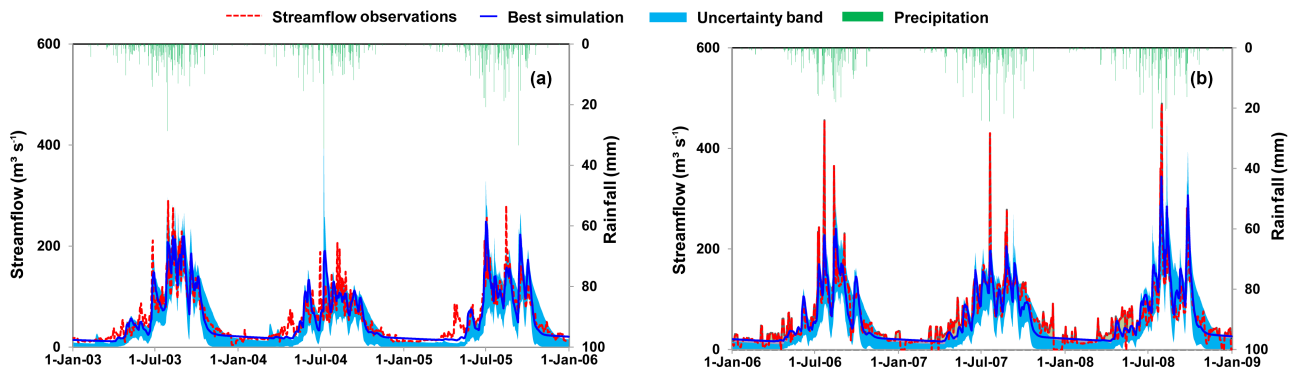 Streamflow observations Best simulation Uncertainty band Precipitation
(a)
Streamflow (m³ s⁻¹)
600
400
200
0
Rainfall (mm)
0
20
40
60
80
100
1-Jan-03 1-Jul-03 1-Jan-04 1-Jul-04 1-Jan-05 1-Jul-05 1-Jan-06
(b)
Streamflow (m³ s⁻¹)
600
400
200
0
Rainfall (mm)
0
20
40
60
80
100
1-Jan-06 1-Jul-06 1-Jan-07 1-Jul-07 1-Jan-08 1-Jul-08 1-Jan-09